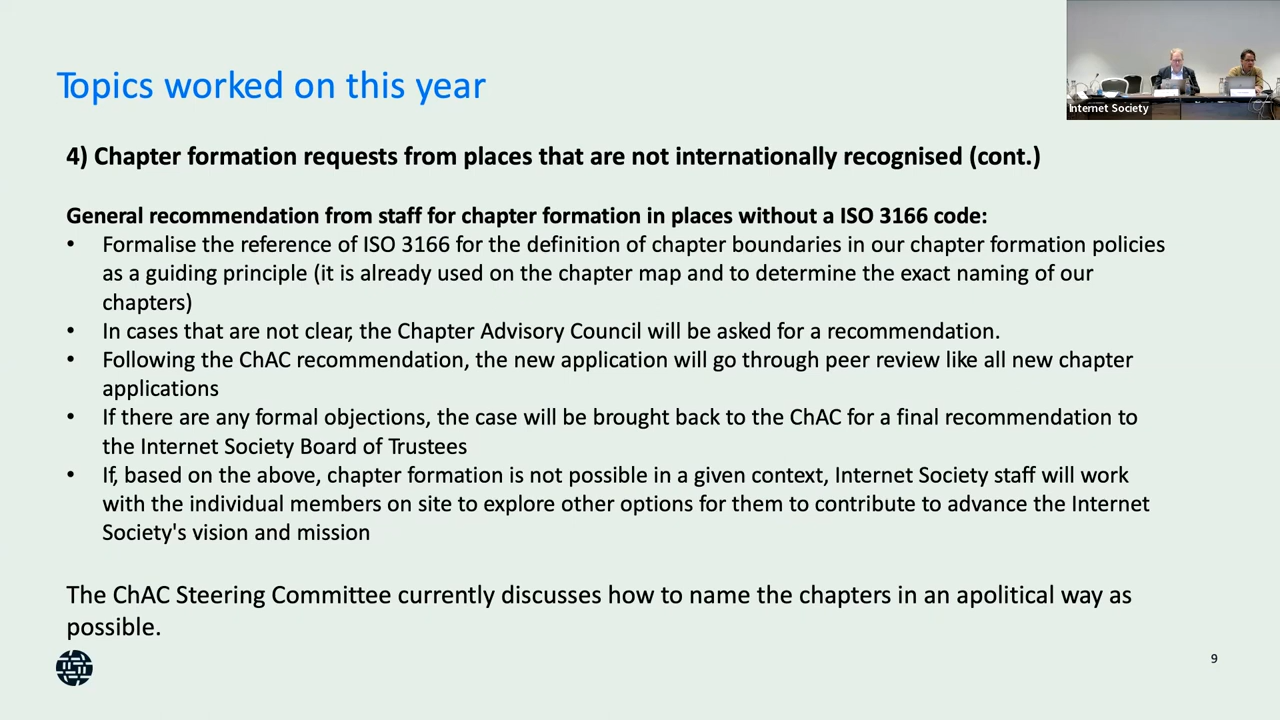 Topics worked on this year
Internet Society
4) Chapter formation requests from places that are not internationally recognised (cont.)
General recommendation from staff for chapter formation in places without a ISO 3166 code:
• Formalise the reference of ISO 3166 for the definition of chapter boundaries in our chapter formation policies
as a guiding principle (it is already used on the chapter map and to determine the exact naming of our
chapters)
• In cases that are not clear, the Chapter Advisory Council will be asked for a recommendation.
• Following the ChAC recommendation, the new application will go through peer review like all new chapter
applications
• If there are any formal objections, the case will be brought back to the ChAC for a final recommendation to
the Internet Society Board of Trustees
• If, based on the above, chapter formation is not possible in a given context, Internet Society staff will work
with the individual members on site to explore other options for them to contribute to advance the Internet
Society's vision and mission
The ChAC Steering Committee currently discusses how to name the chapters in an apolitical way as
possible.
9